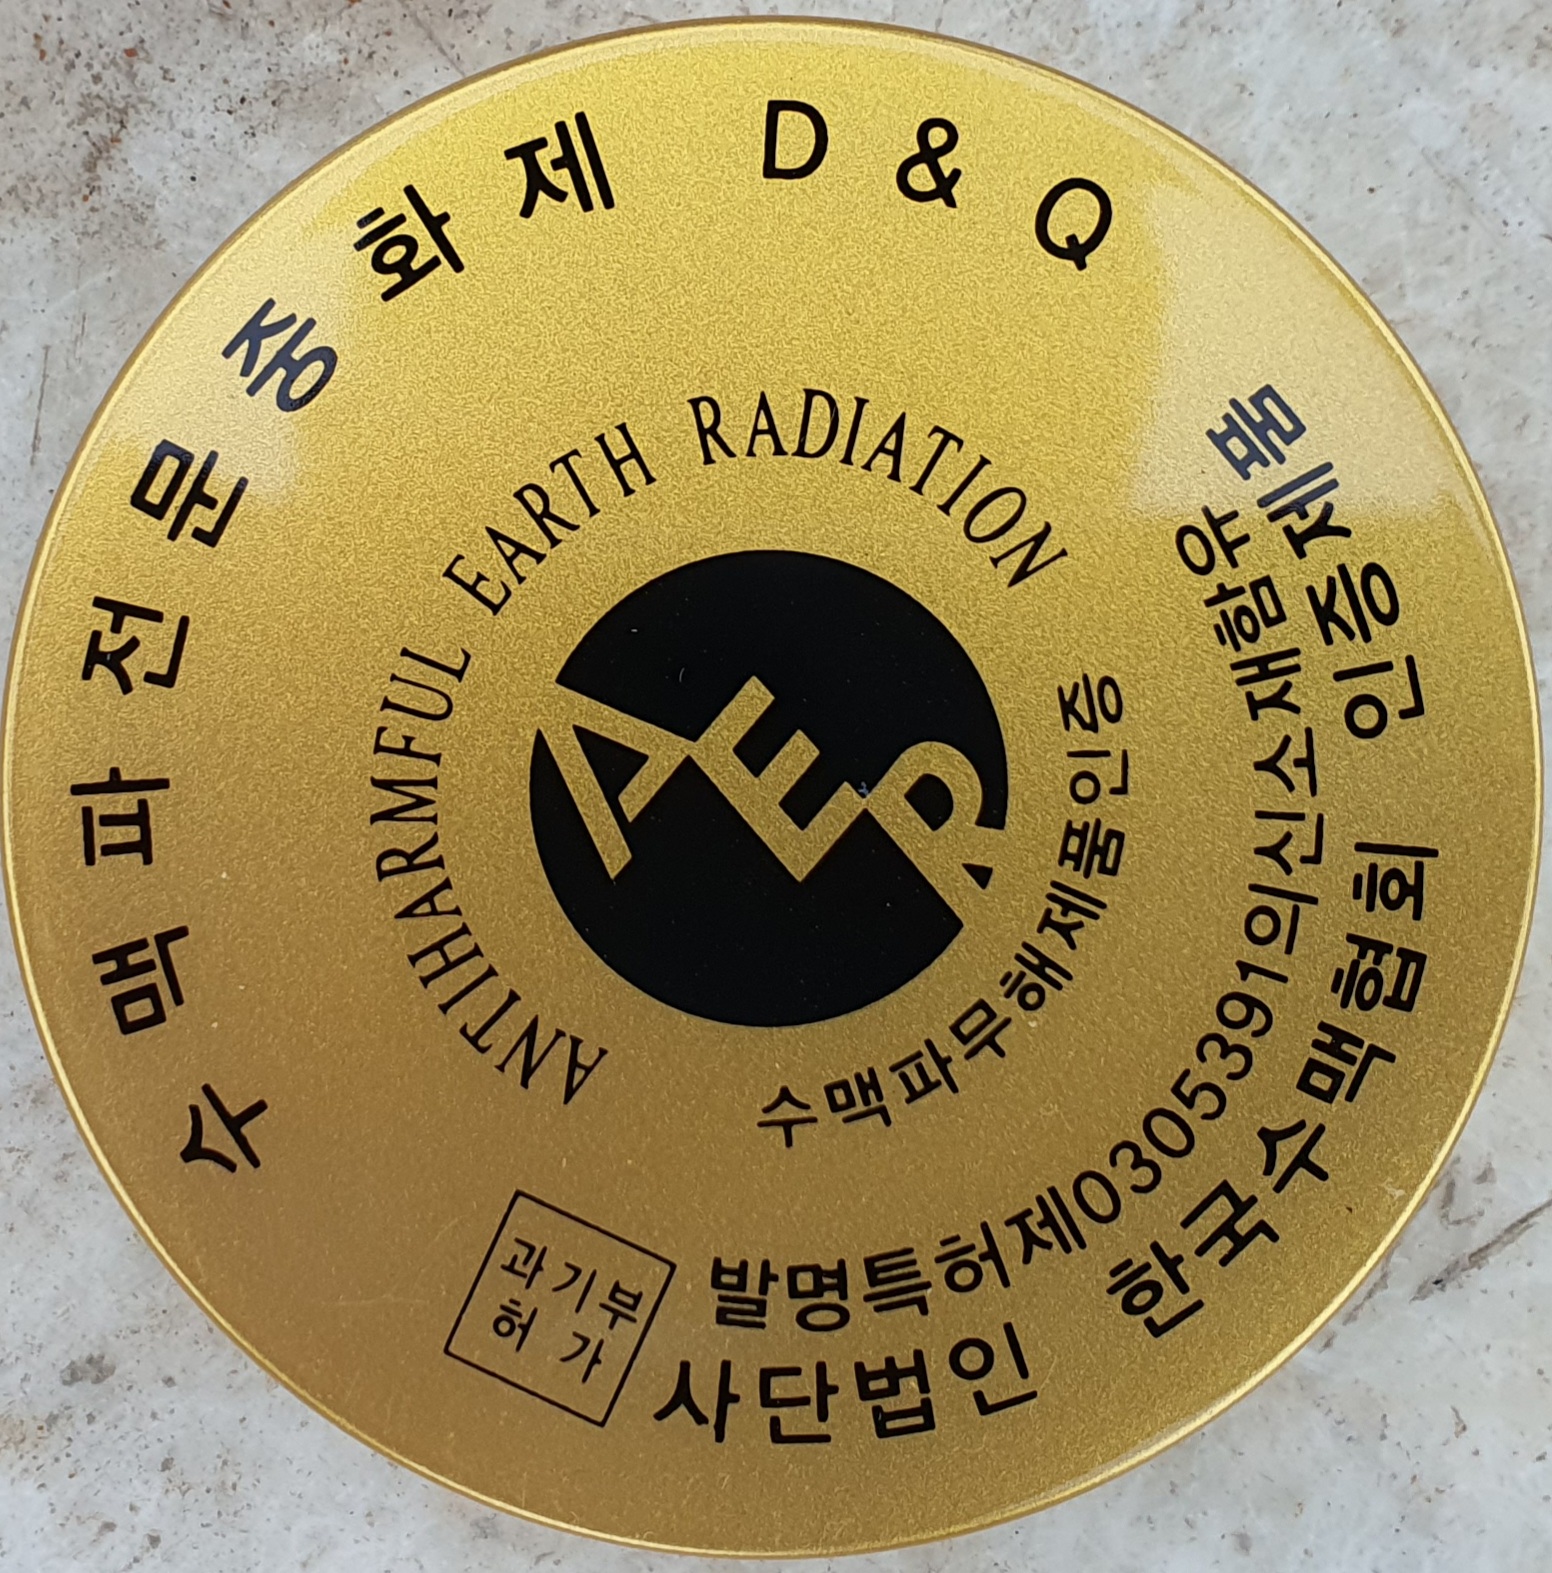 수맥파전문중화제 D & Q
ANTIHARMFUL EARTH RADIATION
AER
수맥파무해제품인증
발명특허제0305391의신소재함유
사단법인 한국수맥협회 인증제품
과기부
허가